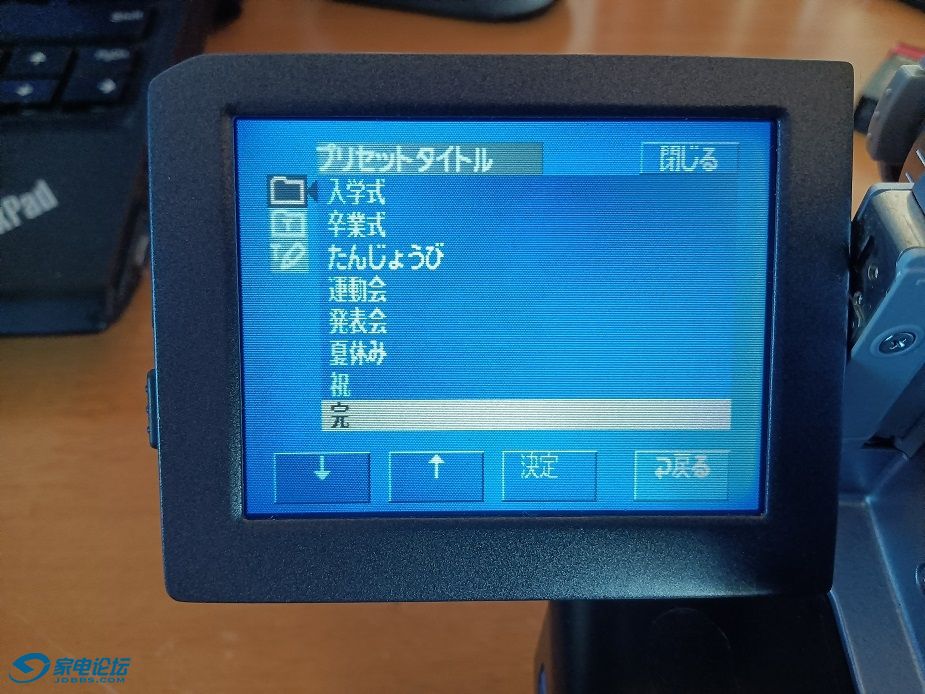 プリセットタイトル 閉じる
入学式
卒業式
たんじょうび
運動会
発表会
夏休み
祝
完
↓ ↑ 決定 戻る
kPad
家电论坛
JDBBS.COM